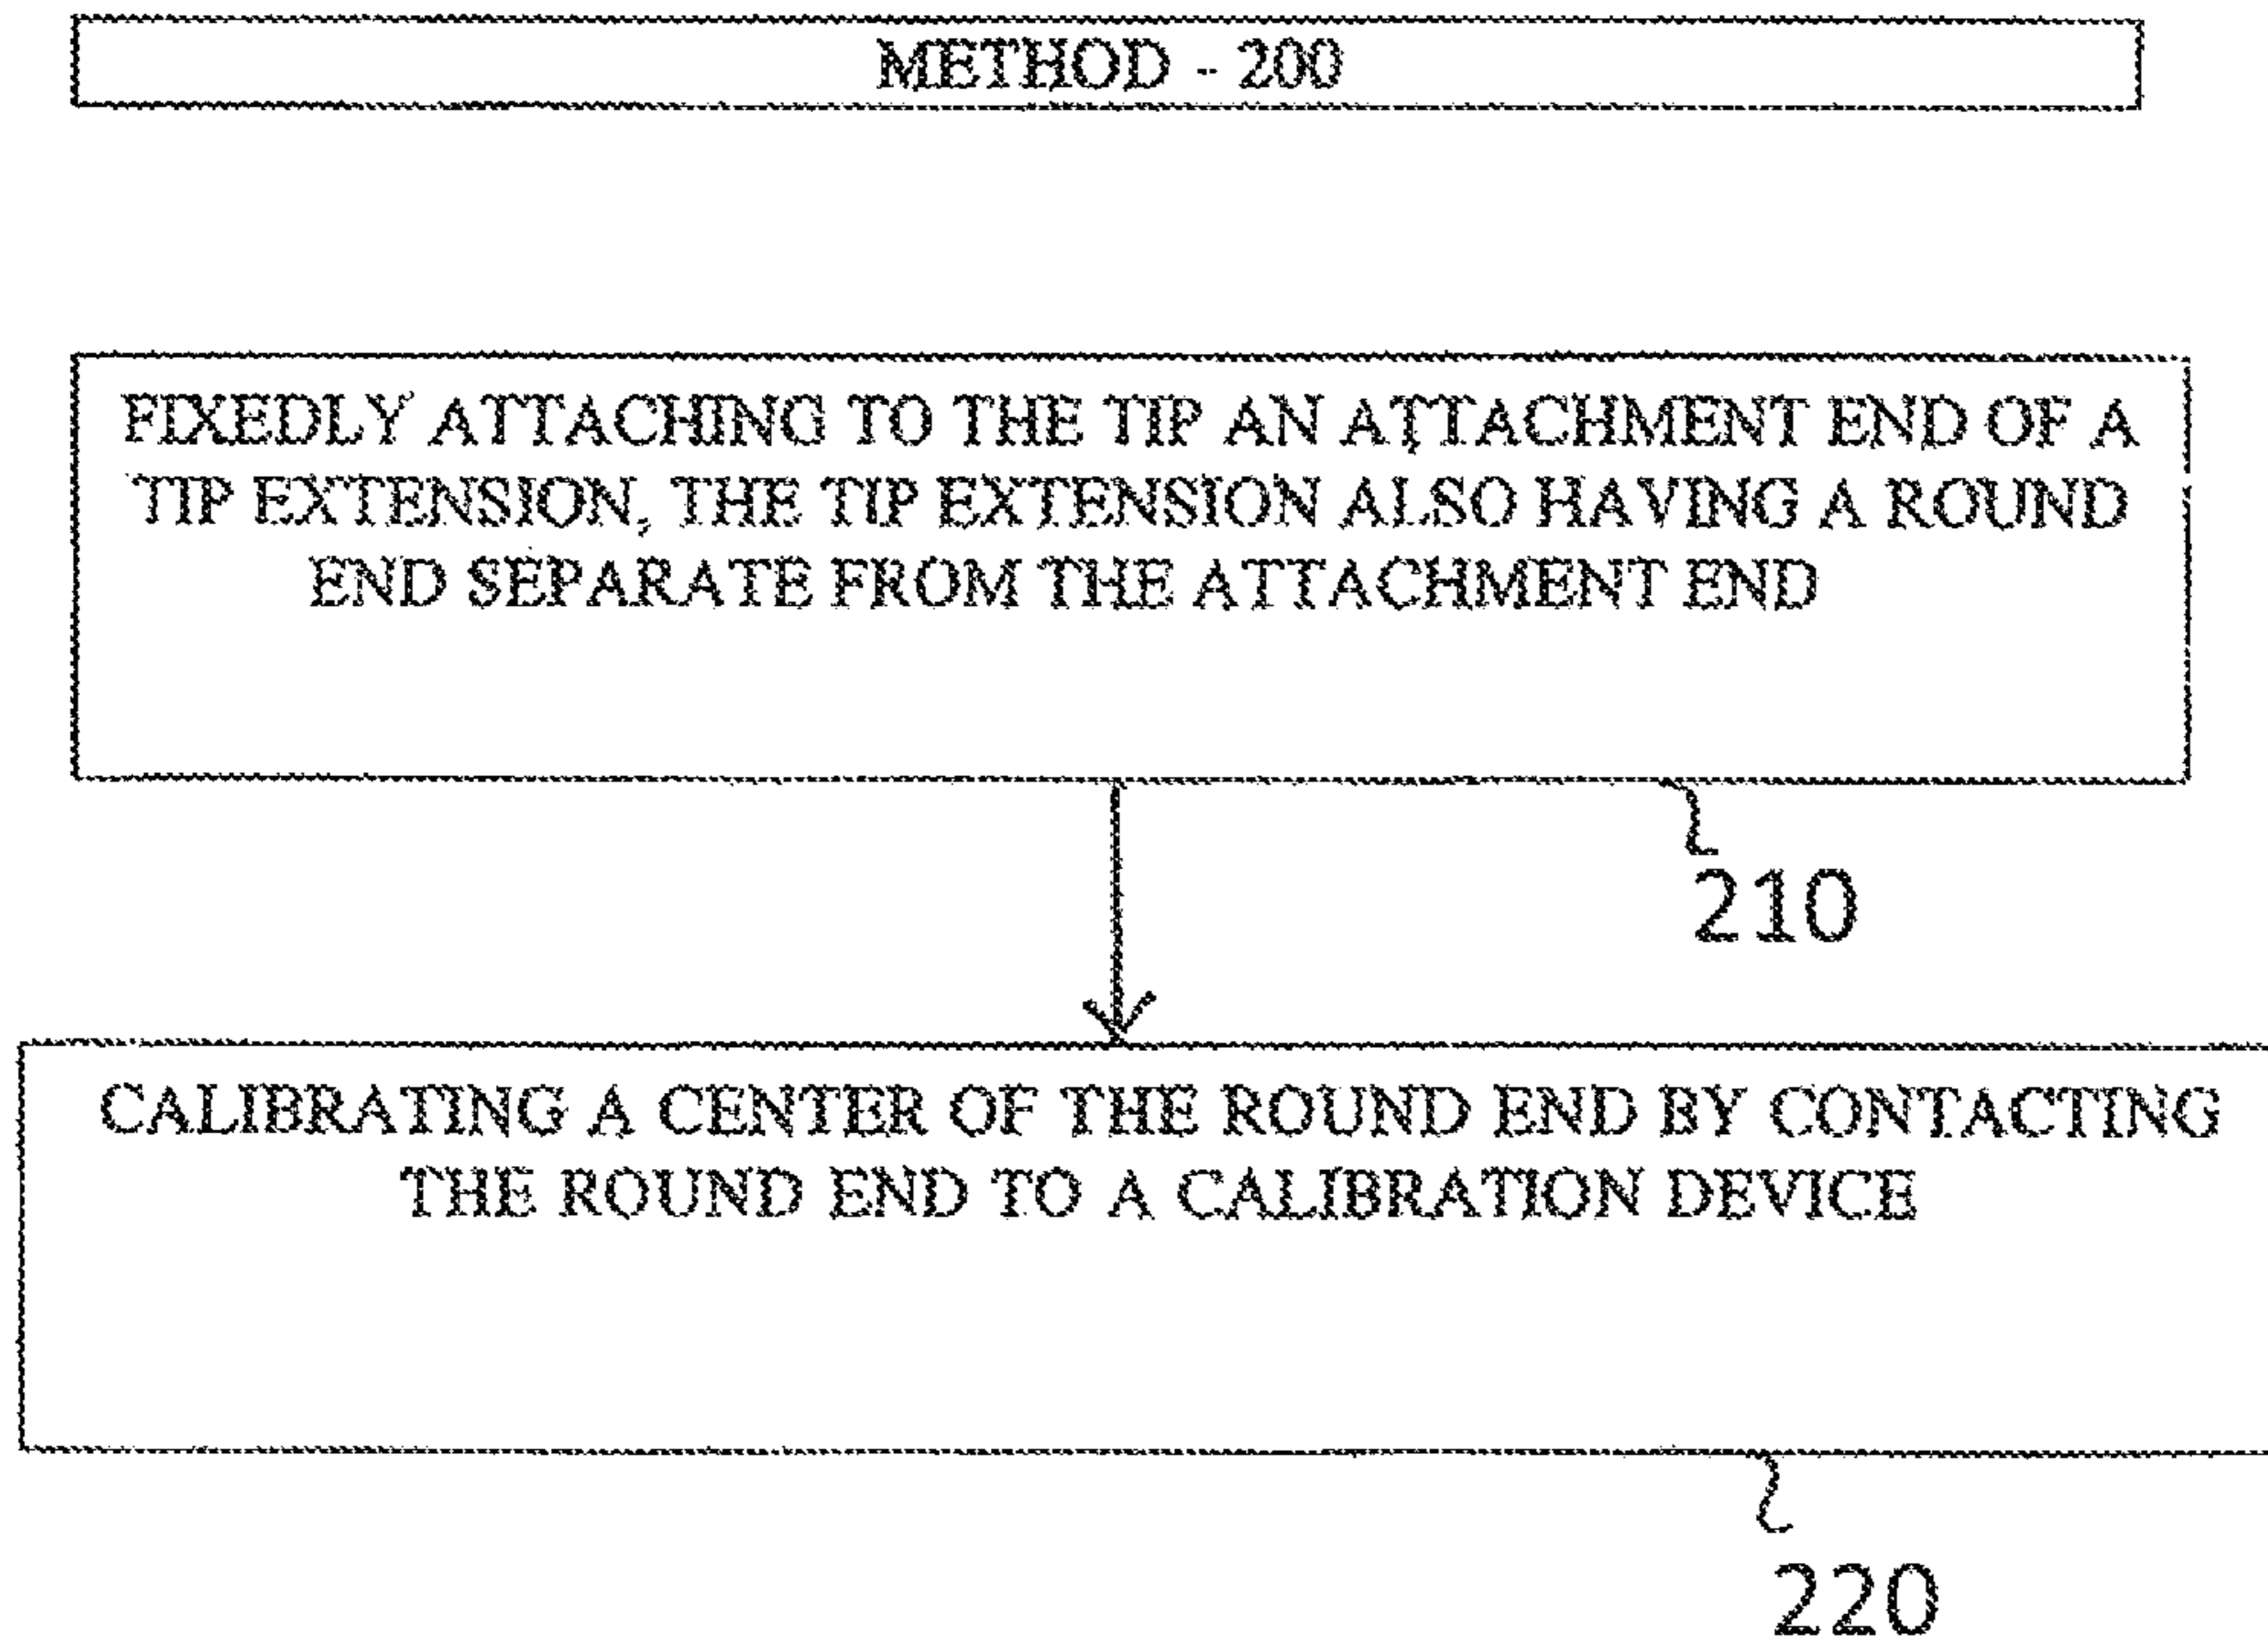 METHOD - 200
FIXEDLY ATTACHING TO THE TIP AN ATTACHMENT END OF A
TIP EXTENSION, THE TIP EXTENSION ALSO HAVING A ROUND
END SEPARATE FROM THE ATTACHMENT END
210
CALIBRATING A CENTER OF THE ROUND END BY CONTACTING
THE ROUND END TO A CALIBRATION DEVICE
220